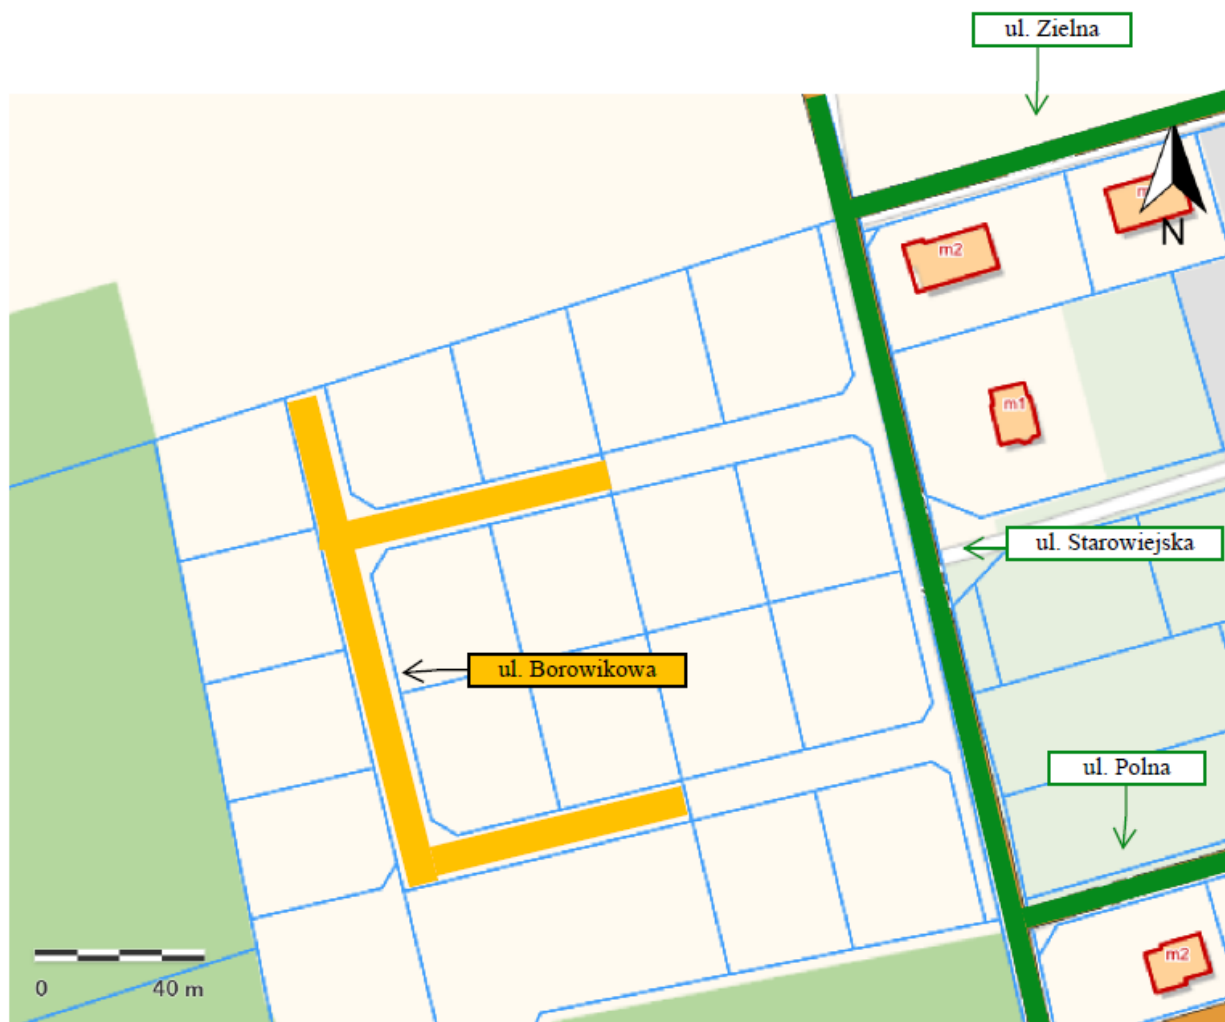 ul. Zielna
m2
N
m1
ul. Starowiejska
ul. Borowikowa
ul. Polna
m2
0 40 m